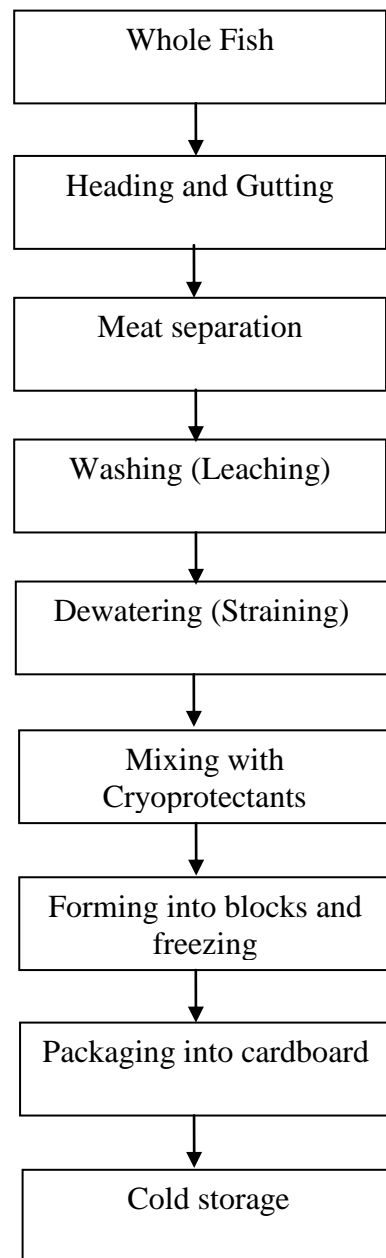 Whole Fish
Heading and Gutting
Meat separation
Washing (Leaching)
Dewatering (Straining)
Mixing with
Cryoprotectants
Forming into blocks and
freezing
Packaging into cardboard
Cold storage